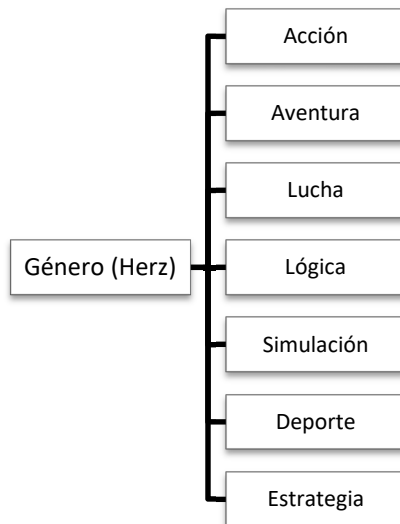 Acción
Aventura
Lucha
Género (Herz)
Lógica
Simulación
Deporte
Estrategia